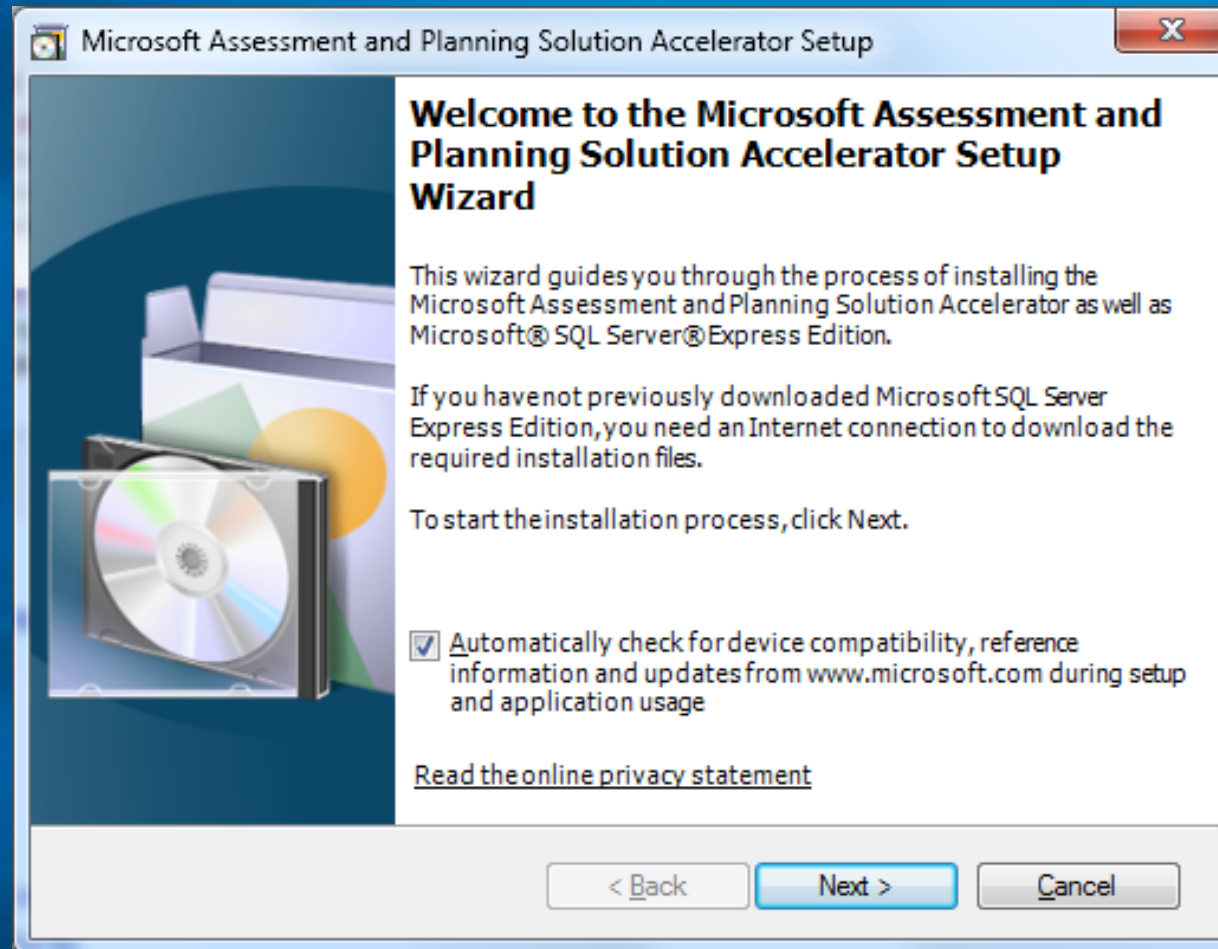 Microsoft Assessment and Planning Solution Accelerator Setup
Welcome to the Microsoft Assessment and
Planning Solution Accelerator Setup
Wizard
This wizard guides you through the process of installing the
Microsoft Assessment and Planning Solution Accelerator as well as
Microsoft® SQL Server® Express Edition.
If you have not previously downloaded Microsoft SQL Server
Express Edition, you need an Internet connection to download the
required installation files.
To start the installation process, click Next.
Automatically check for device compatibility, reference
information and updates from www.microsoft.com during setup
and application usage
Read the online privacy statement
< Back Next > Cancel